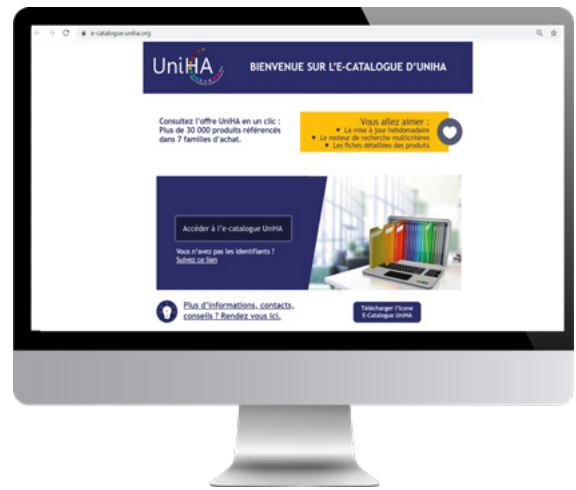 e-catalogue.uniha.org
UniHA
BIENVENUE SUR L'E-CATALOGUE D'UNIHA
Consultez l'offre UniHA en un clic :
Plus de 30 000 produits référencés
dans 7 familles d'achat.
Vous allez aimer :
♥ La mise à jour hebdomadaire
♥ Le moteur de recherche multicritères
♥ Les fiches détaillées des produits
Accéder à l'e-catalogue UniHA
Vous n'avez pas les identifiants ?
Suivez ce lien
Plus d'informations, contacts,
conseils ? Rendez vous ici.
Télécharger l'icone
E-Catalogue UniHA